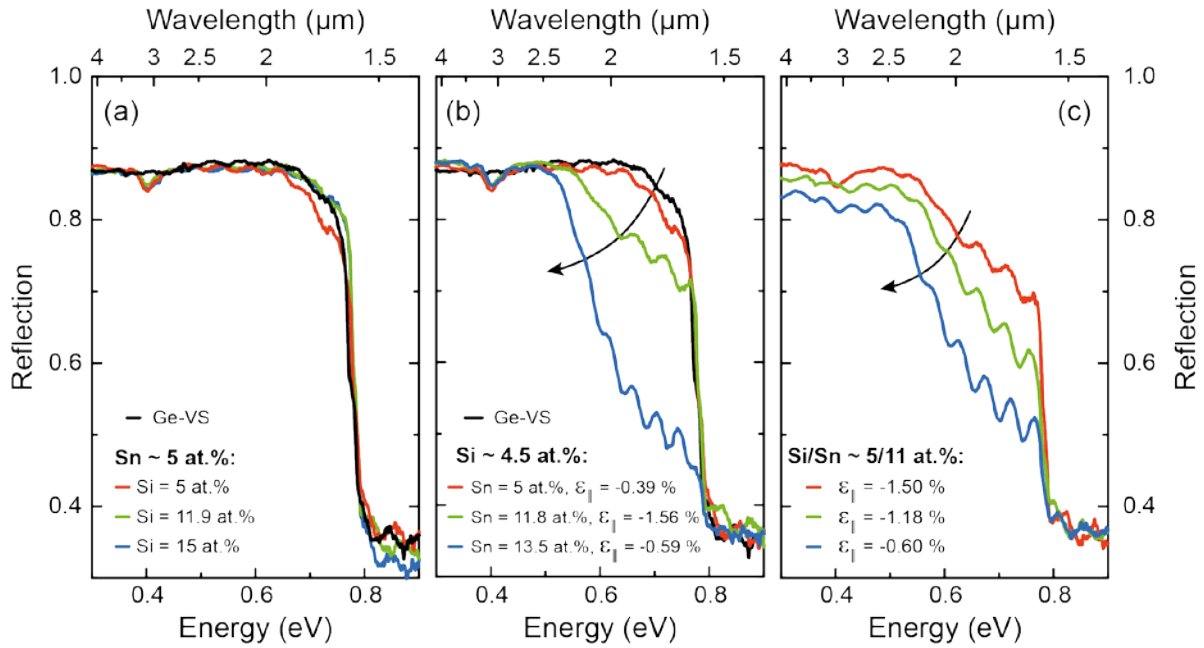 Wavelength (µm)
Wavelength (µm)
Wavelength (µm)
4 3 2 1.5
4 3 2.5 2 1.5
4 3 2.5 2 1.5
1.0
0.8
0.6
0.4
Reflection
(a)
Ge-VS
Sn ~ 5 at.%:
Si = 5 at.%
Si = 11.9 at.%
Si = 15 at.%
0.4 0.6 0.8
Energy (eV)
(b)
Ge-VS
Si ~ 4.5 at.%:
Sn = 5 at.%, ε∥ = -0.39 %
Sn = 11.8 at.%, ε∥ = -1.56 %
Sn = 13.5 at.%, ε∥ = -0.59 %
0.4 0.6 0.8
Energy (eV)
(c)
Si/Sn ~ 5/11 at.%:
ε∥ = -1.50 %
ε∥ = -1.18 %
ε∥ = -0.60 %
0.4 0.6 0.8
Energy (eV)
1.0
0.8
0.6
0.4
Reflection